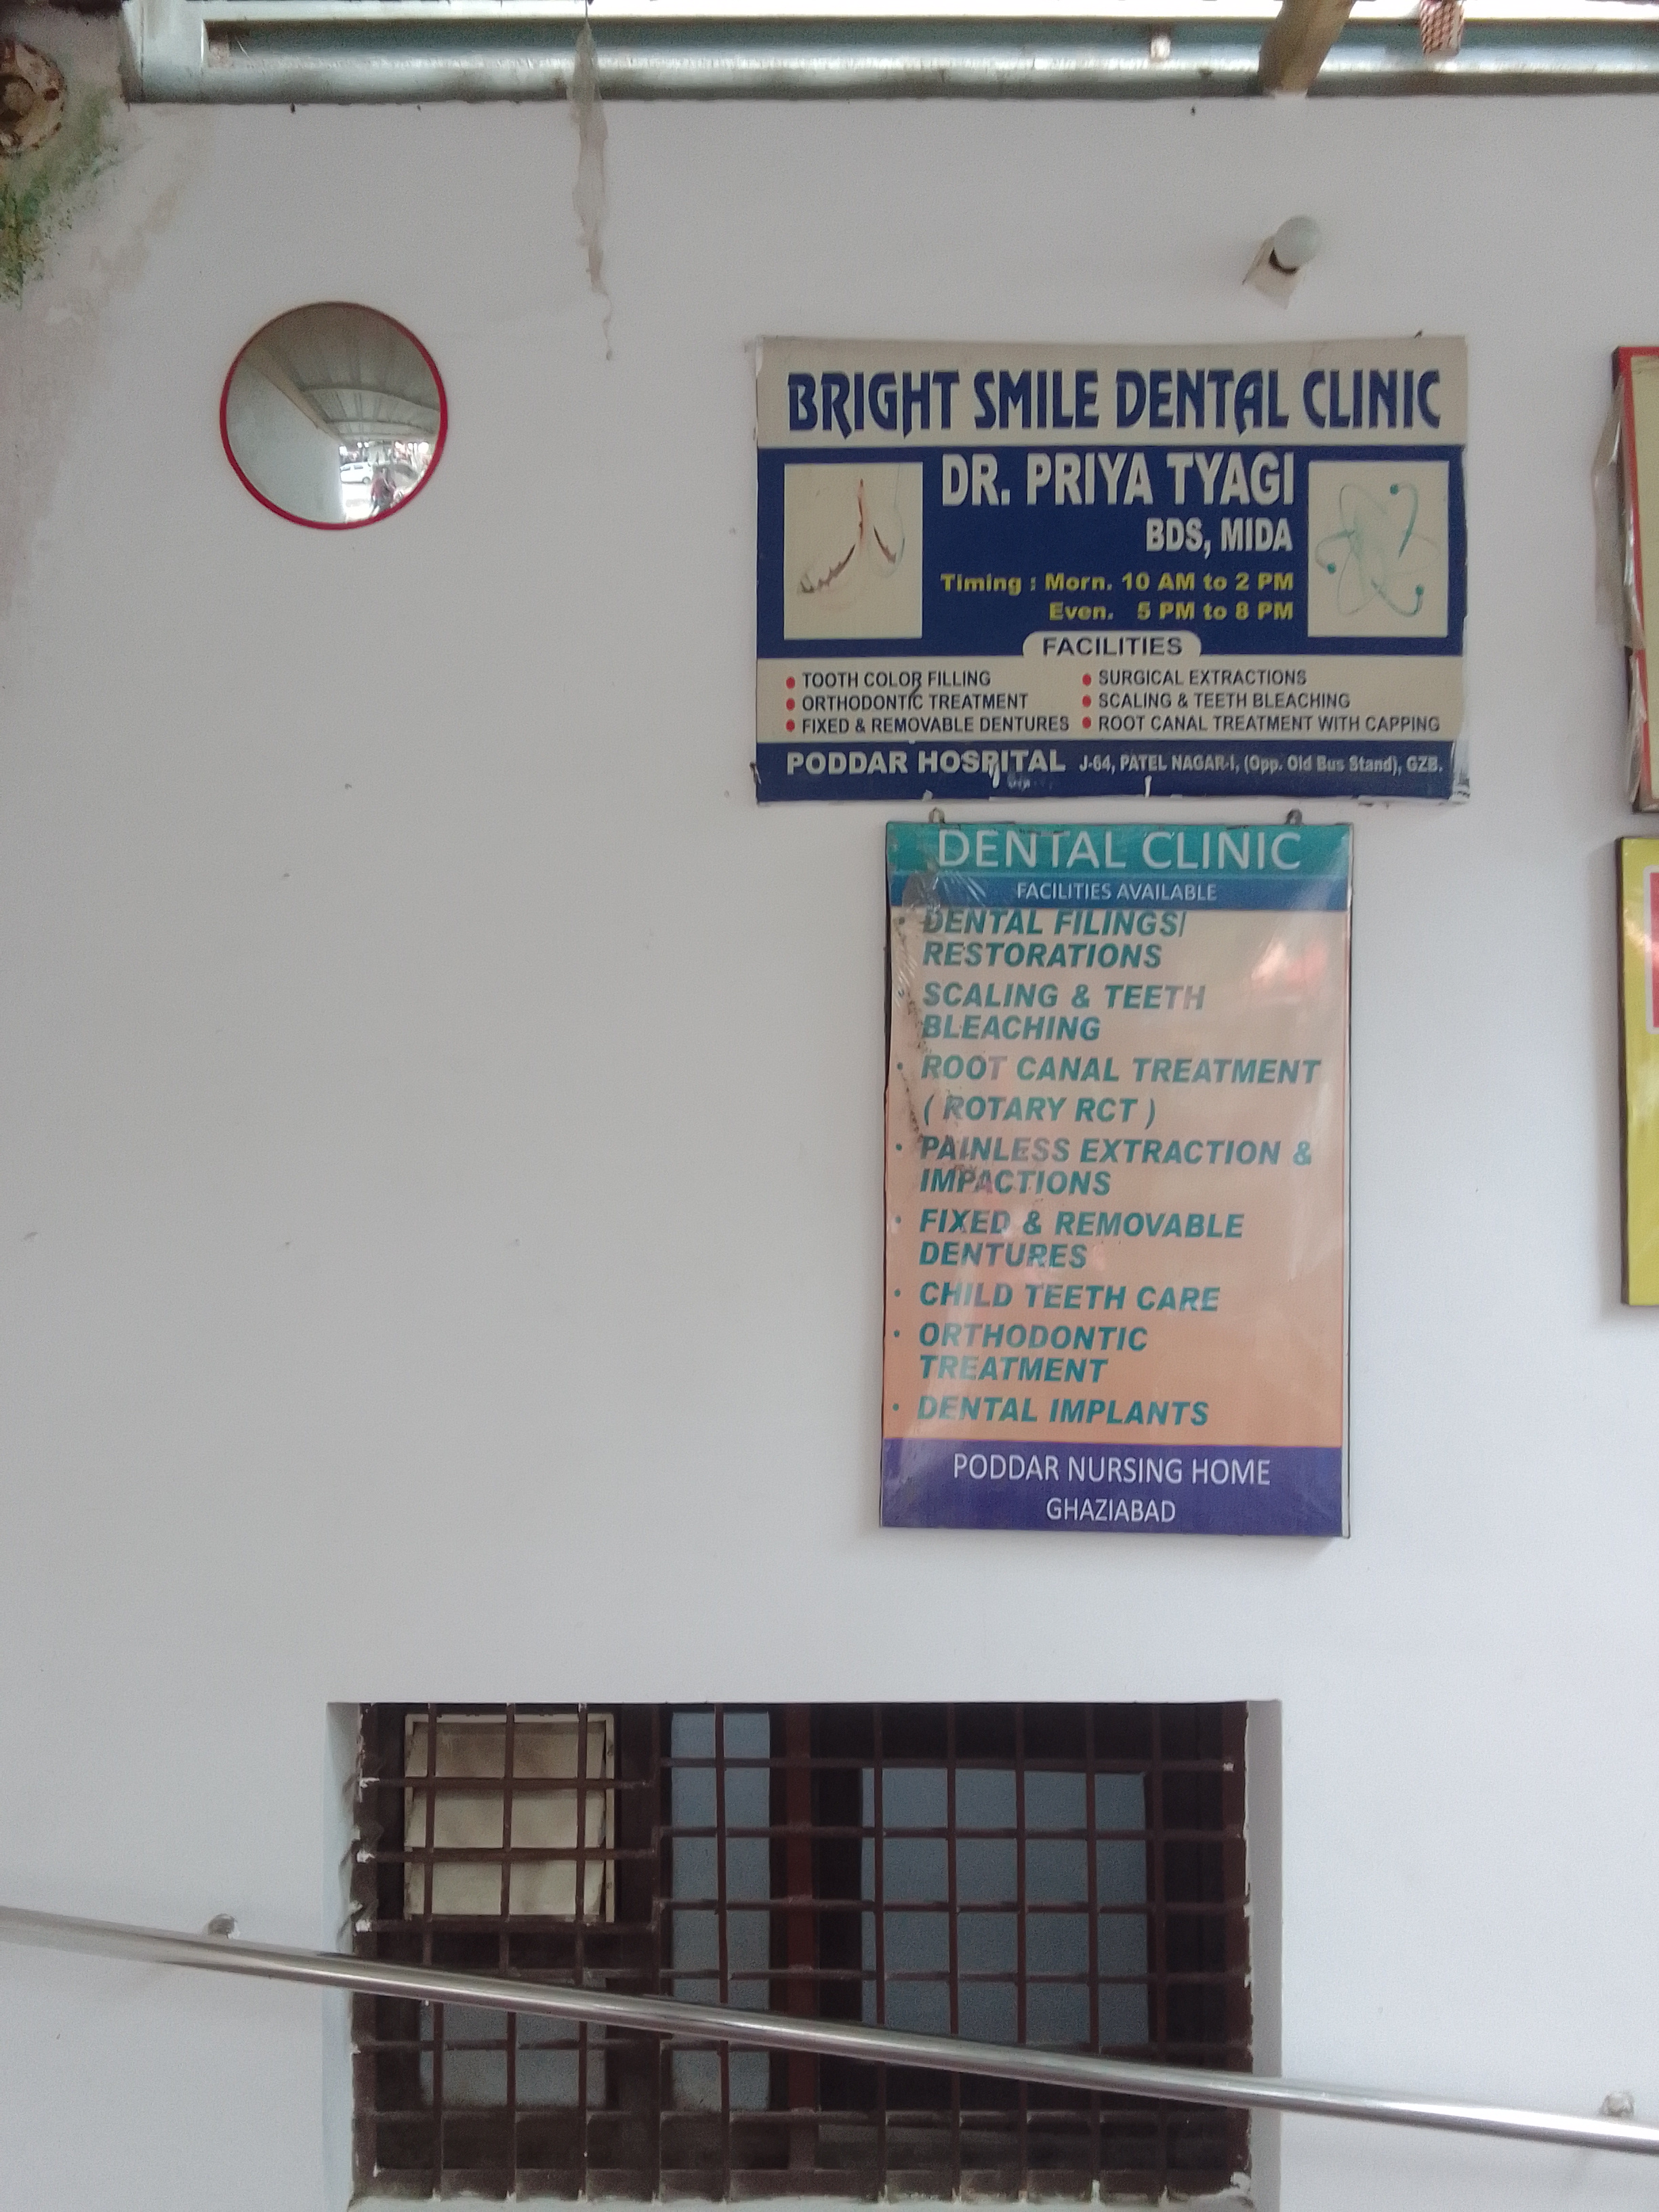 BRIGHT SMILE DENTAL CLINIC
DR. PRIYA TYAGI
BDS, MIDA
Timing : Morn. 10 AM to 2 PM
Even. 5 PM to 8 PM
FACILITIES
• TOOTH COLOR FILLING
• ORTHODONTIC TREATMENT
• FIXED & REMOVABLE DENTURES
• SURGICAL EXTRACTIONS
• SCALING & TEETH BLEACHING
• ROOT CANAL TREATMENT WITH CAPPING
PODDAR HOSPITAL J-64, PATEL NAGAR-I, (Opp. Old Bus Stand), GZB.
DENTAL CLINIC
FACILITIES AVAILABLE
• DENTAL FILINGS/
RESTORATIONS
SCALING & TEETH
BLEACHING
• ROOT CANAL TREATMENT
( ROTARY RCT )
• PAINLESS EXTRACTION &
IMPACTIONS
• FIXED & REMOVABLE
DENTURES
• CHILD TEETH CARE
• ORTHODONTIC
TREATMENT
• DENTAL IMPLANTS
PODDAR NURSING HOME
GHAZIABAD